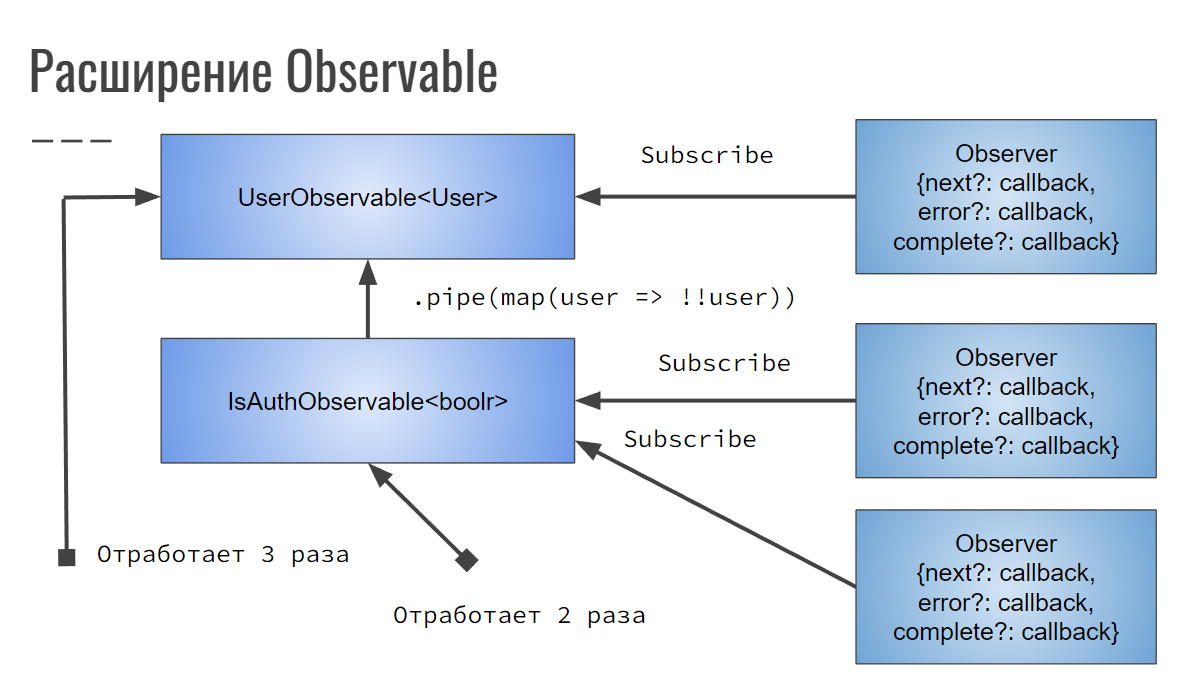 Расширение Observable
UserObservable<User>
Subscribe
Observer
{next?: callback,
error?: callback,
complete?: callback}
.pipe(map(user => !!user))
IsAuthObservable<boolr>
Subscribe
Observer
{next?: callback,
error?: callback,
complete?: callback}
Subscribe
Observer
{next?: callback,
error?: callback,
complete?: callback}
Отработает 3 раза
Отработает 2 раза